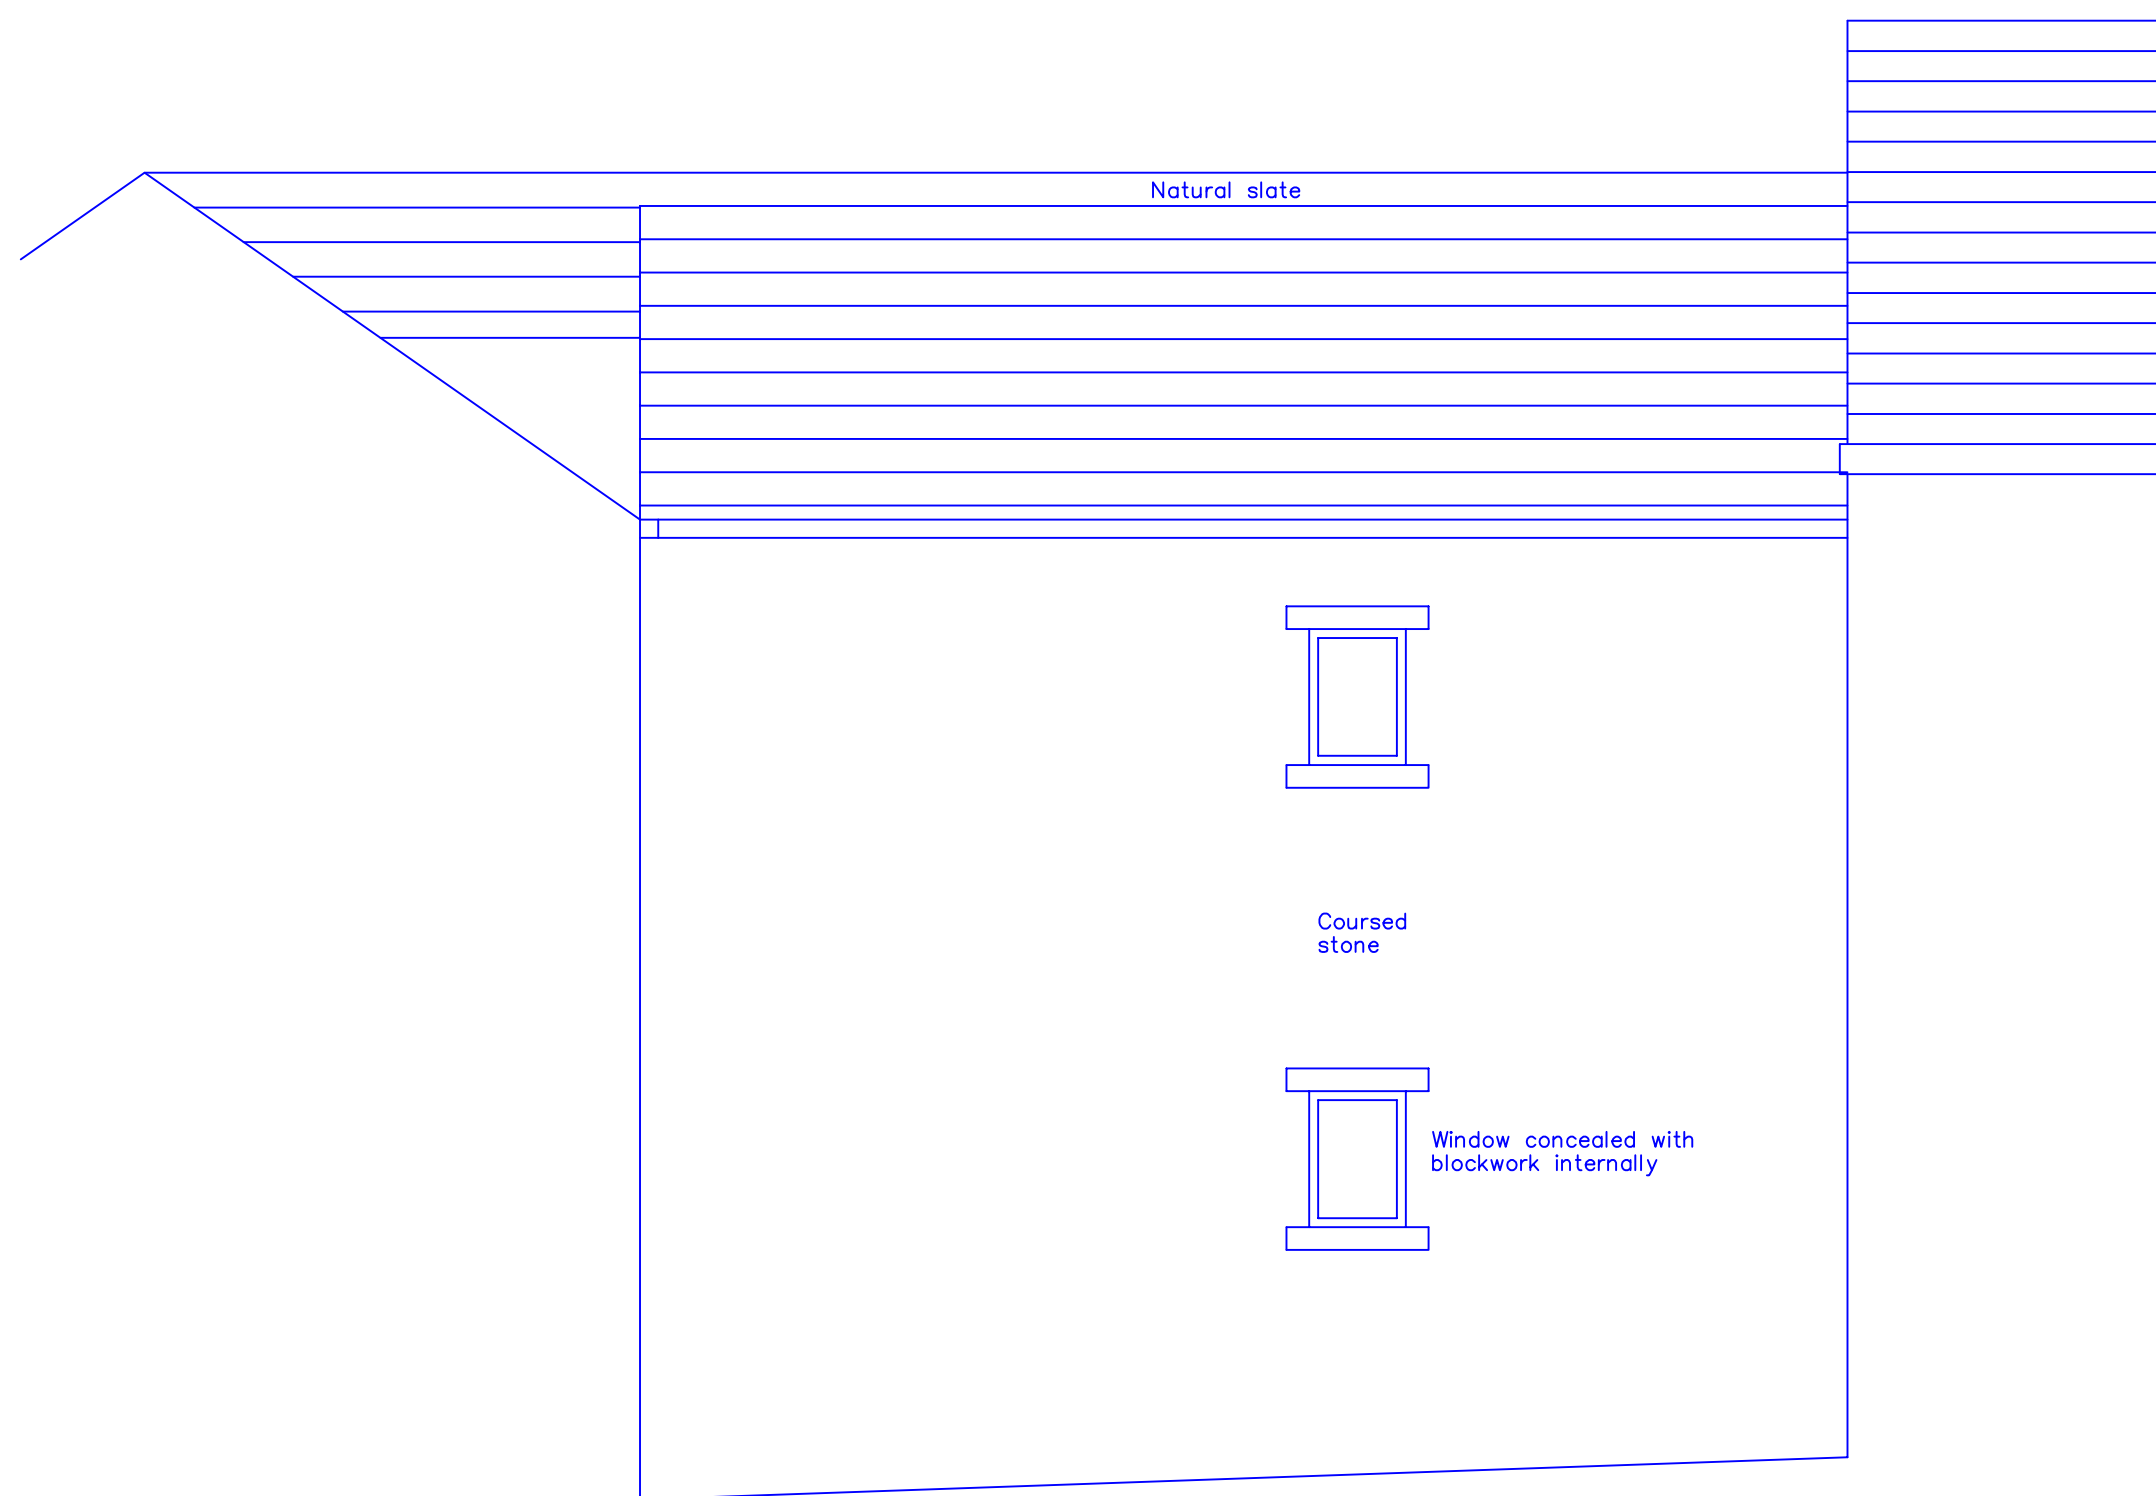 Natural slate
Coursed
stone
Window concealed with
blockwork internally